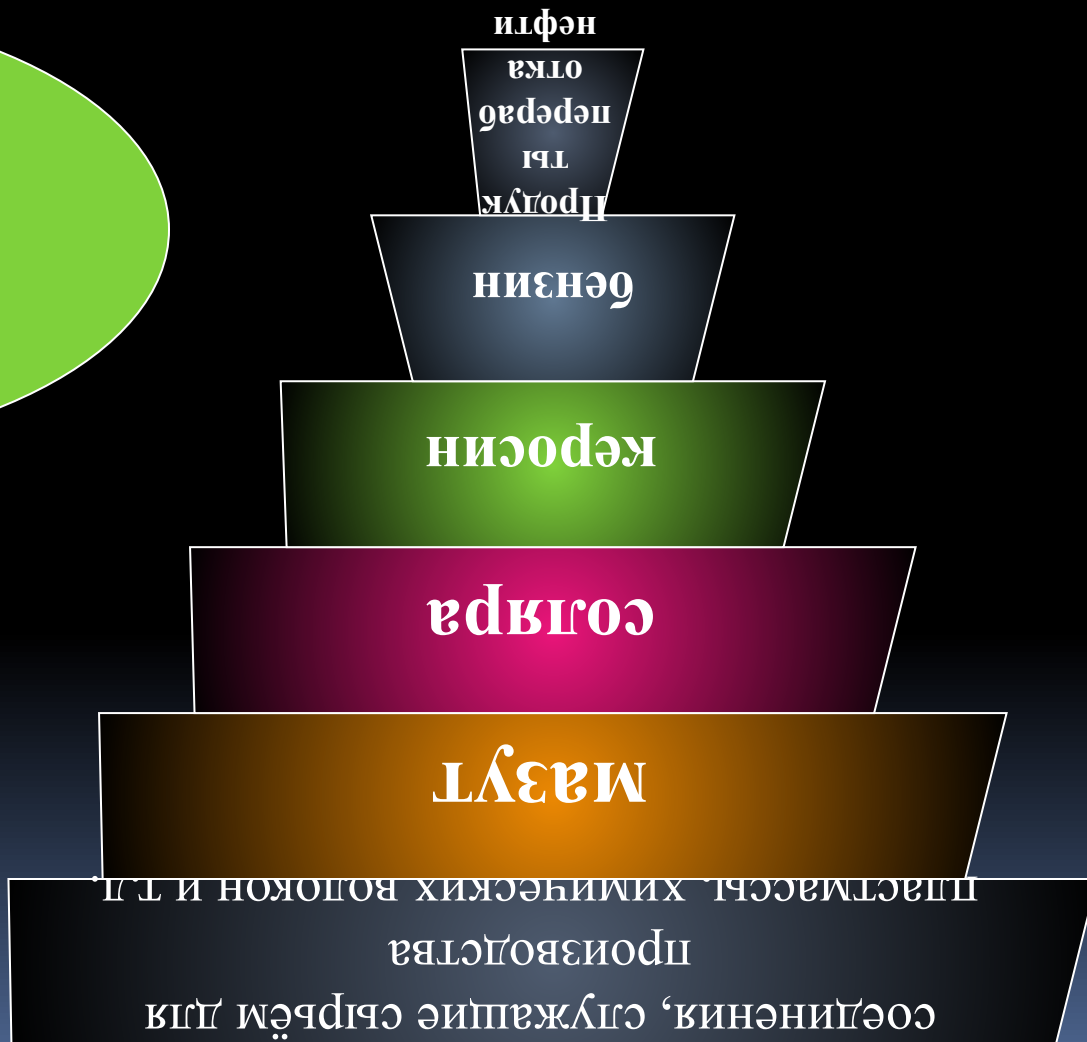 соединения, служащие сырьём для
производства
пластмассы, химических волокон и т.д.
мазут
соляра
керосин
бензин
Продук
ты
перераб
отка
нефти